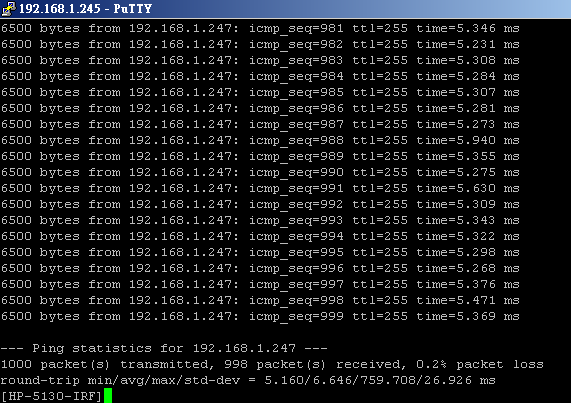 192.168.1.245 - PuTTY
6500 bytes from 192.168.1.247: icmp_seq=981 ttl=255 time=5.346 ms
6500 bytes from 192.168.1.247: icmp_seq=982 ttl=255 time=5.231 ms
6500 bytes from 192.168.1.247: icmp_seq=983 ttl=255 time=5.308 ms
6500 bytes from 192.168.1.247: icmp_seq=984 ttl=255 time=5.284 ms
6500 bytes from 192.168.1.247: icmp_seq=985 ttl=255 time=5.307 ms
6500 bytes from 192.168.1.247: icmp_seq=986 ttl=255 time=5.281 ms
6500 bytes from 192.168.1.247: icmp_seq=987 ttl=255 time=5.273 ms
6500 bytes from 192.168.1.247: icmp_seq=988 ttl=255 time=5.940 ms
6500 bytes from 192.168.1.247: icmp_seq=989 ttl=255 time=5.355 ms
6500 bytes from 192.168.1.247: icmp_seq=990 ttl=255 time=5.275 ms
6500 bytes from 192.168.1.247: icmp_seq=991 ttl=255 time=5.630 ms
6500 bytes from 192.168.1.247: icmp_seq=992 ttl=255 time=5.309 ms
6500 bytes from 192.168.1.247: icmp_seq=993 ttl=255 time=5.343 ms
6500 bytes from 192.168.1.247: icmp_seq=994 ttl=255 time=5.322 ms
6500 bytes from 192.168.1.247: icmp_seq=995 ttl=255 time=5.298 ms
6500 bytes from 192.168.1.247: icmp_seq=996 ttl=255 time=5.268 ms
6500 bytes from 192.168.1.247: icmp_seq=997 ttl=255 time=5.376 ms
6500 bytes from 192.168.1.247: icmp_seq=998 ttl=255 time=5.471 ms
6500 bytes from 192.168.1.247: icmp_seq=999 ttl=255 time=5.369 ms
--- Ping statistics for 192.168.1.247 ---
1000 packet(s) transmitted, 998 packet(s) received, 0.2% packet loss
round-trip min/avg/max/std-dev = 5.160/6.646/759.708/26.926 ms
[HP-5130-IRF]